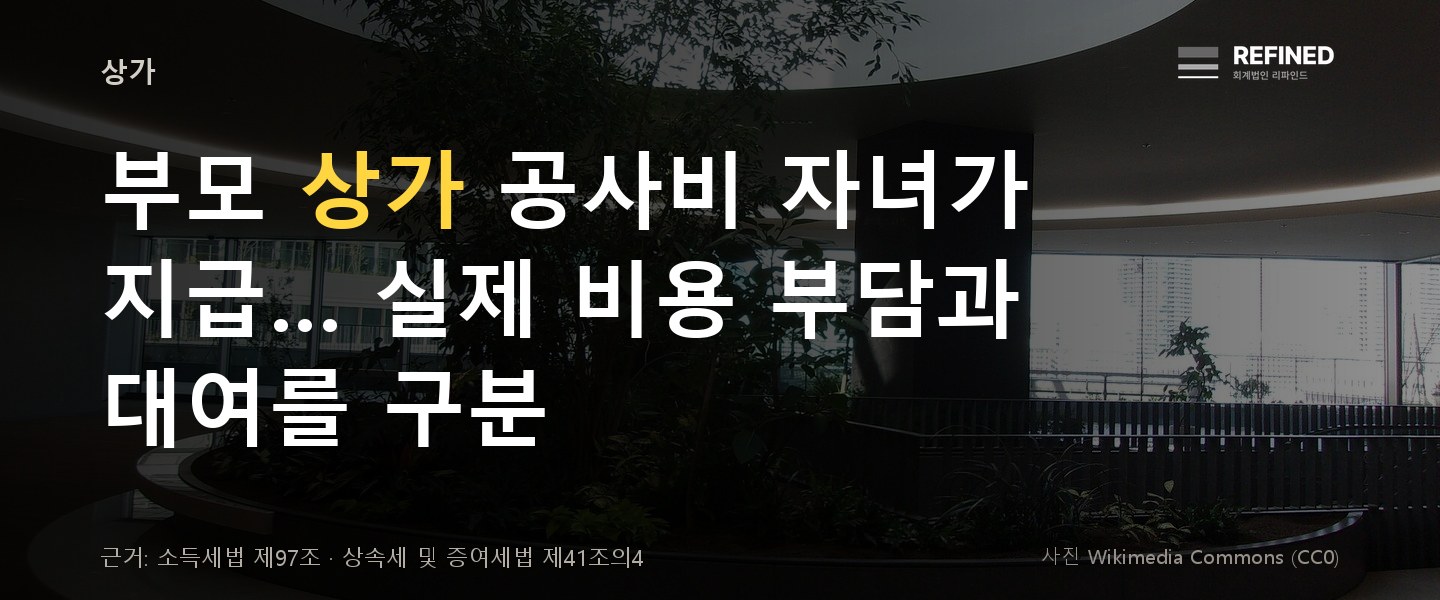 상가
REFINED
회계법인 리파인드
부모 상가 공사비 자녀가
지급... 실제 비용 부담과
대여를 구분
근거: 소득세법 제97조 · 상속세 및 증여세법 제41조의4
사진 Wikimedia Commons (CC0)